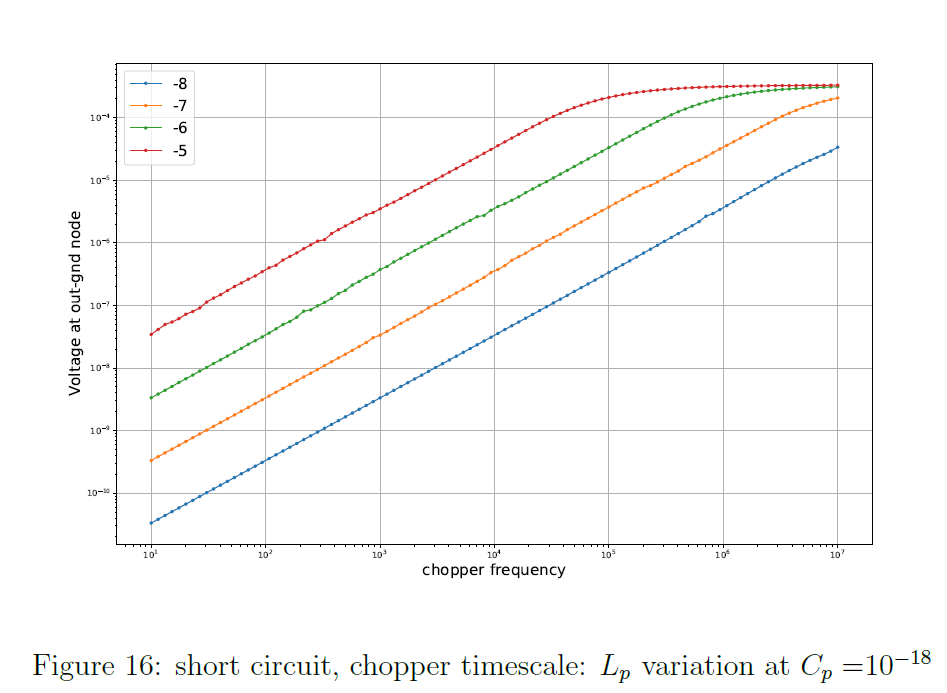 -8
-7
-6
-5
Voltage at out-gnd node
10⁻⁴
10⁻⁵
10⁻⁶
10⁻⁷
10⁻⁸
10⁻⁹
10⁻¹⁰
10¹ 10² 10³ 10⁴ 10⁵ 10⁶ 10⁷
chopper frequency
Figure 16: short circuit, chopper timescale: Lₚ variation at Cₚ =10⁻¹⁸